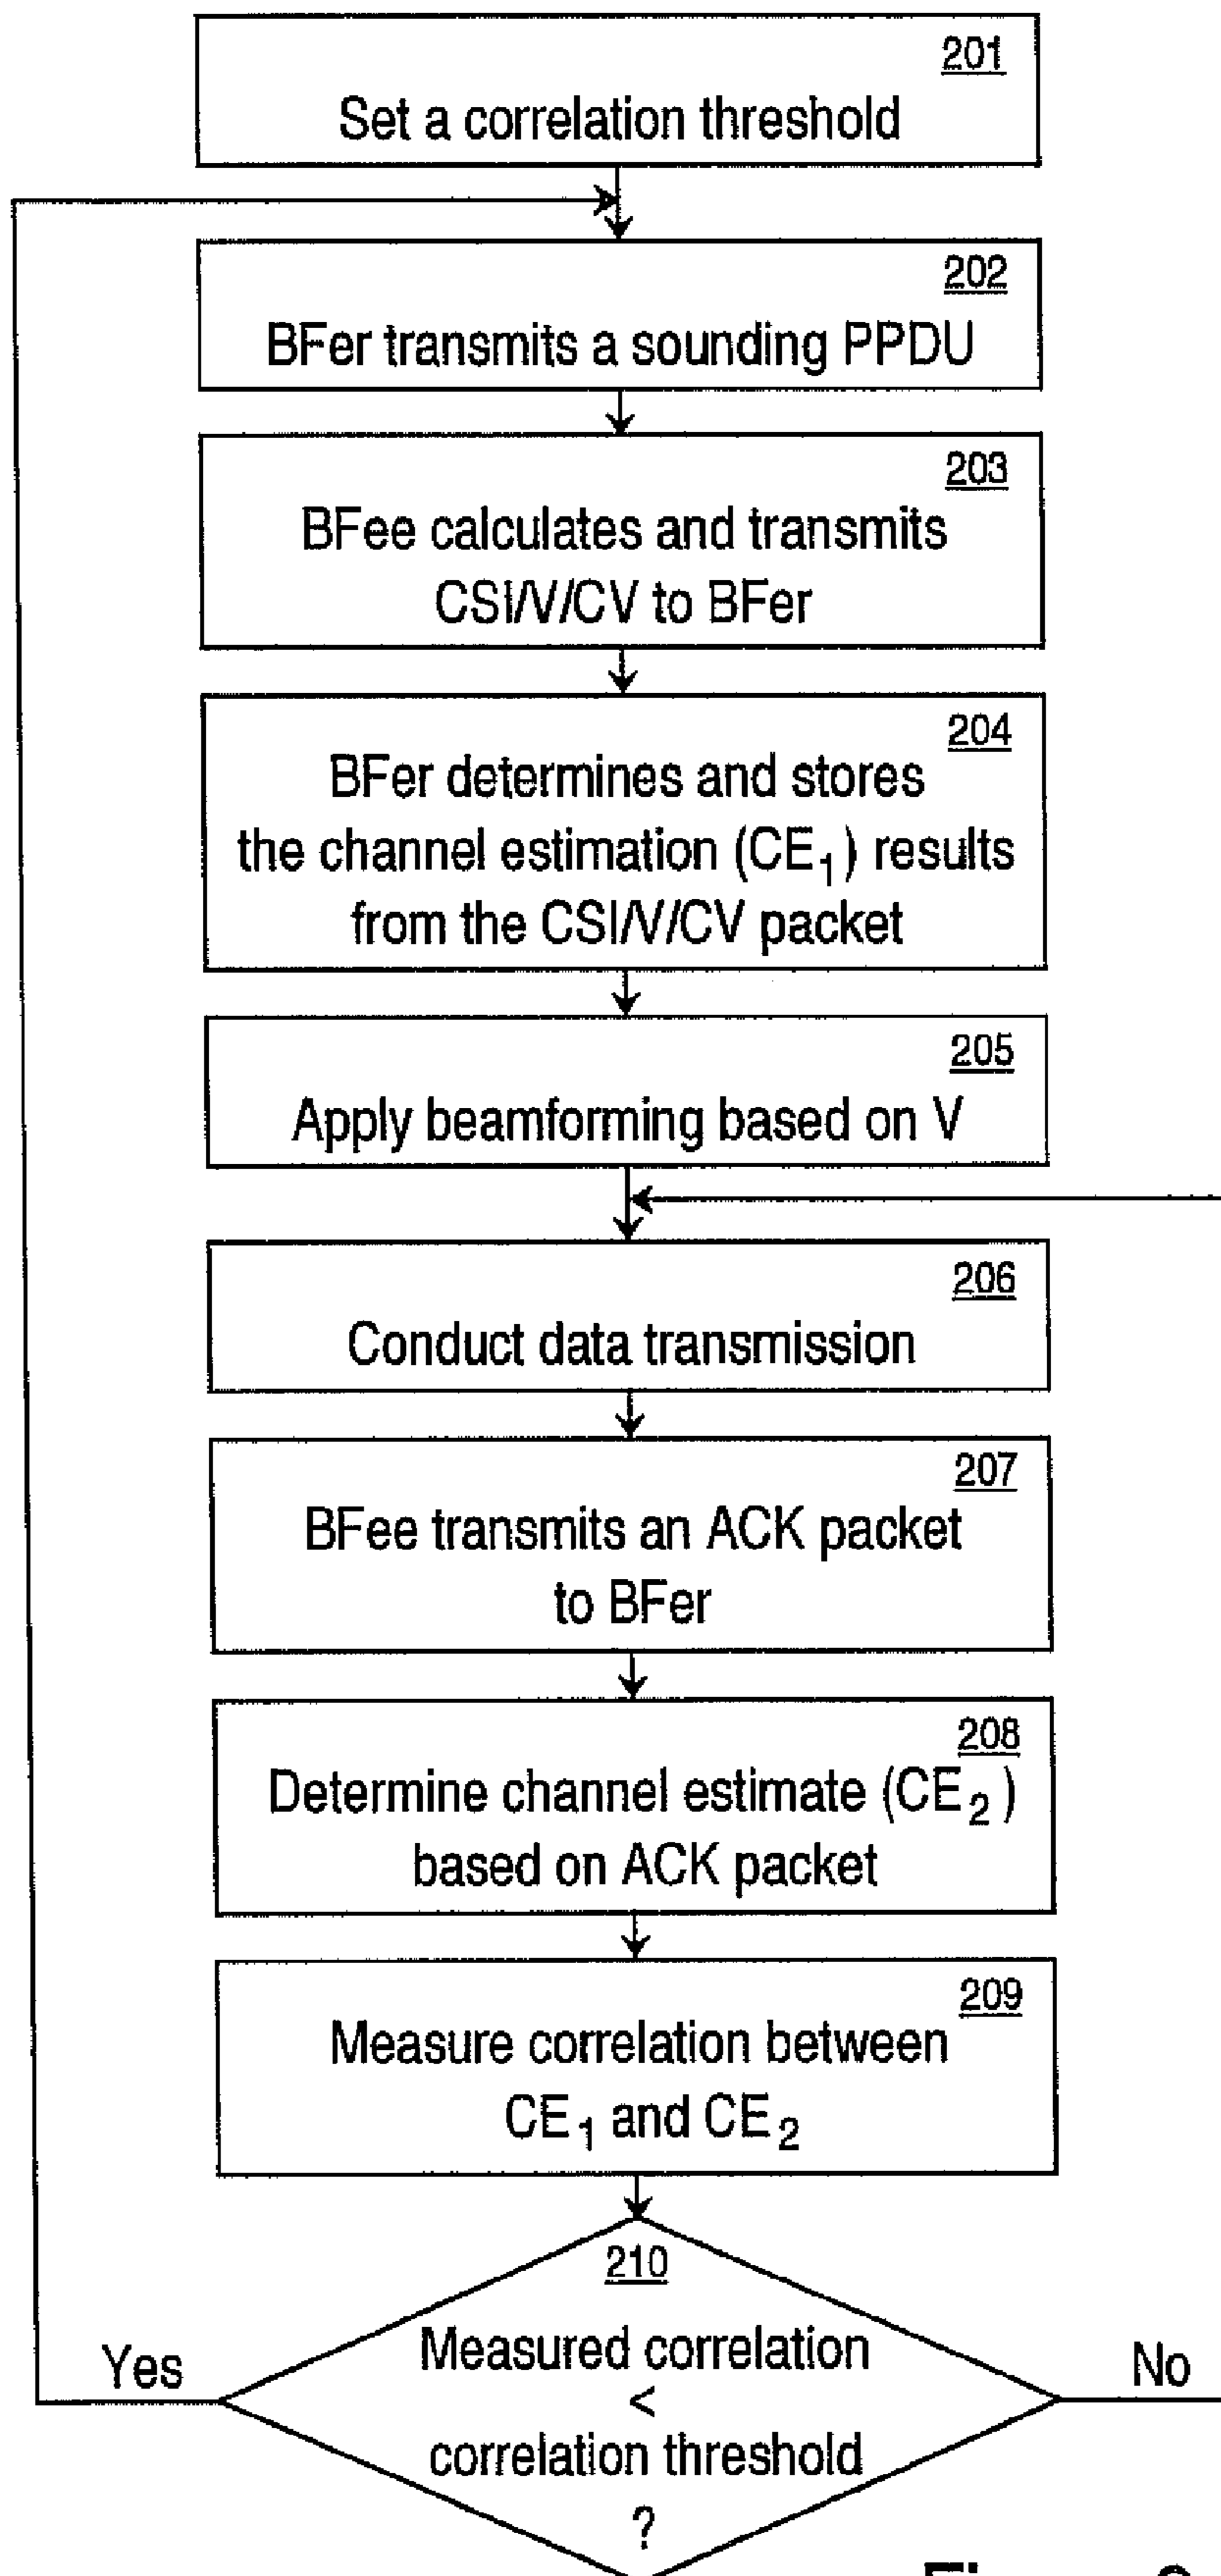 201
Set a correlation threshold
202
BFer transmits a sounding PPDU
203
BFee calculates and transmits
CSI/V/CV to BFer
204
BFer determines and stores
the channel estimation (CE₁) results
from the CSI/V/CV packet
205
Apply beamforming based on V
206
Conduct data transmission
207
BFee transmits an ACK packet
to BFer
208
Determine channel estimate (CE₂)
based on ACK packet
209
Measure correlation between
CE₁ and CE₂
210
Measured correlation
<
correlation threshold
?
Yes
No